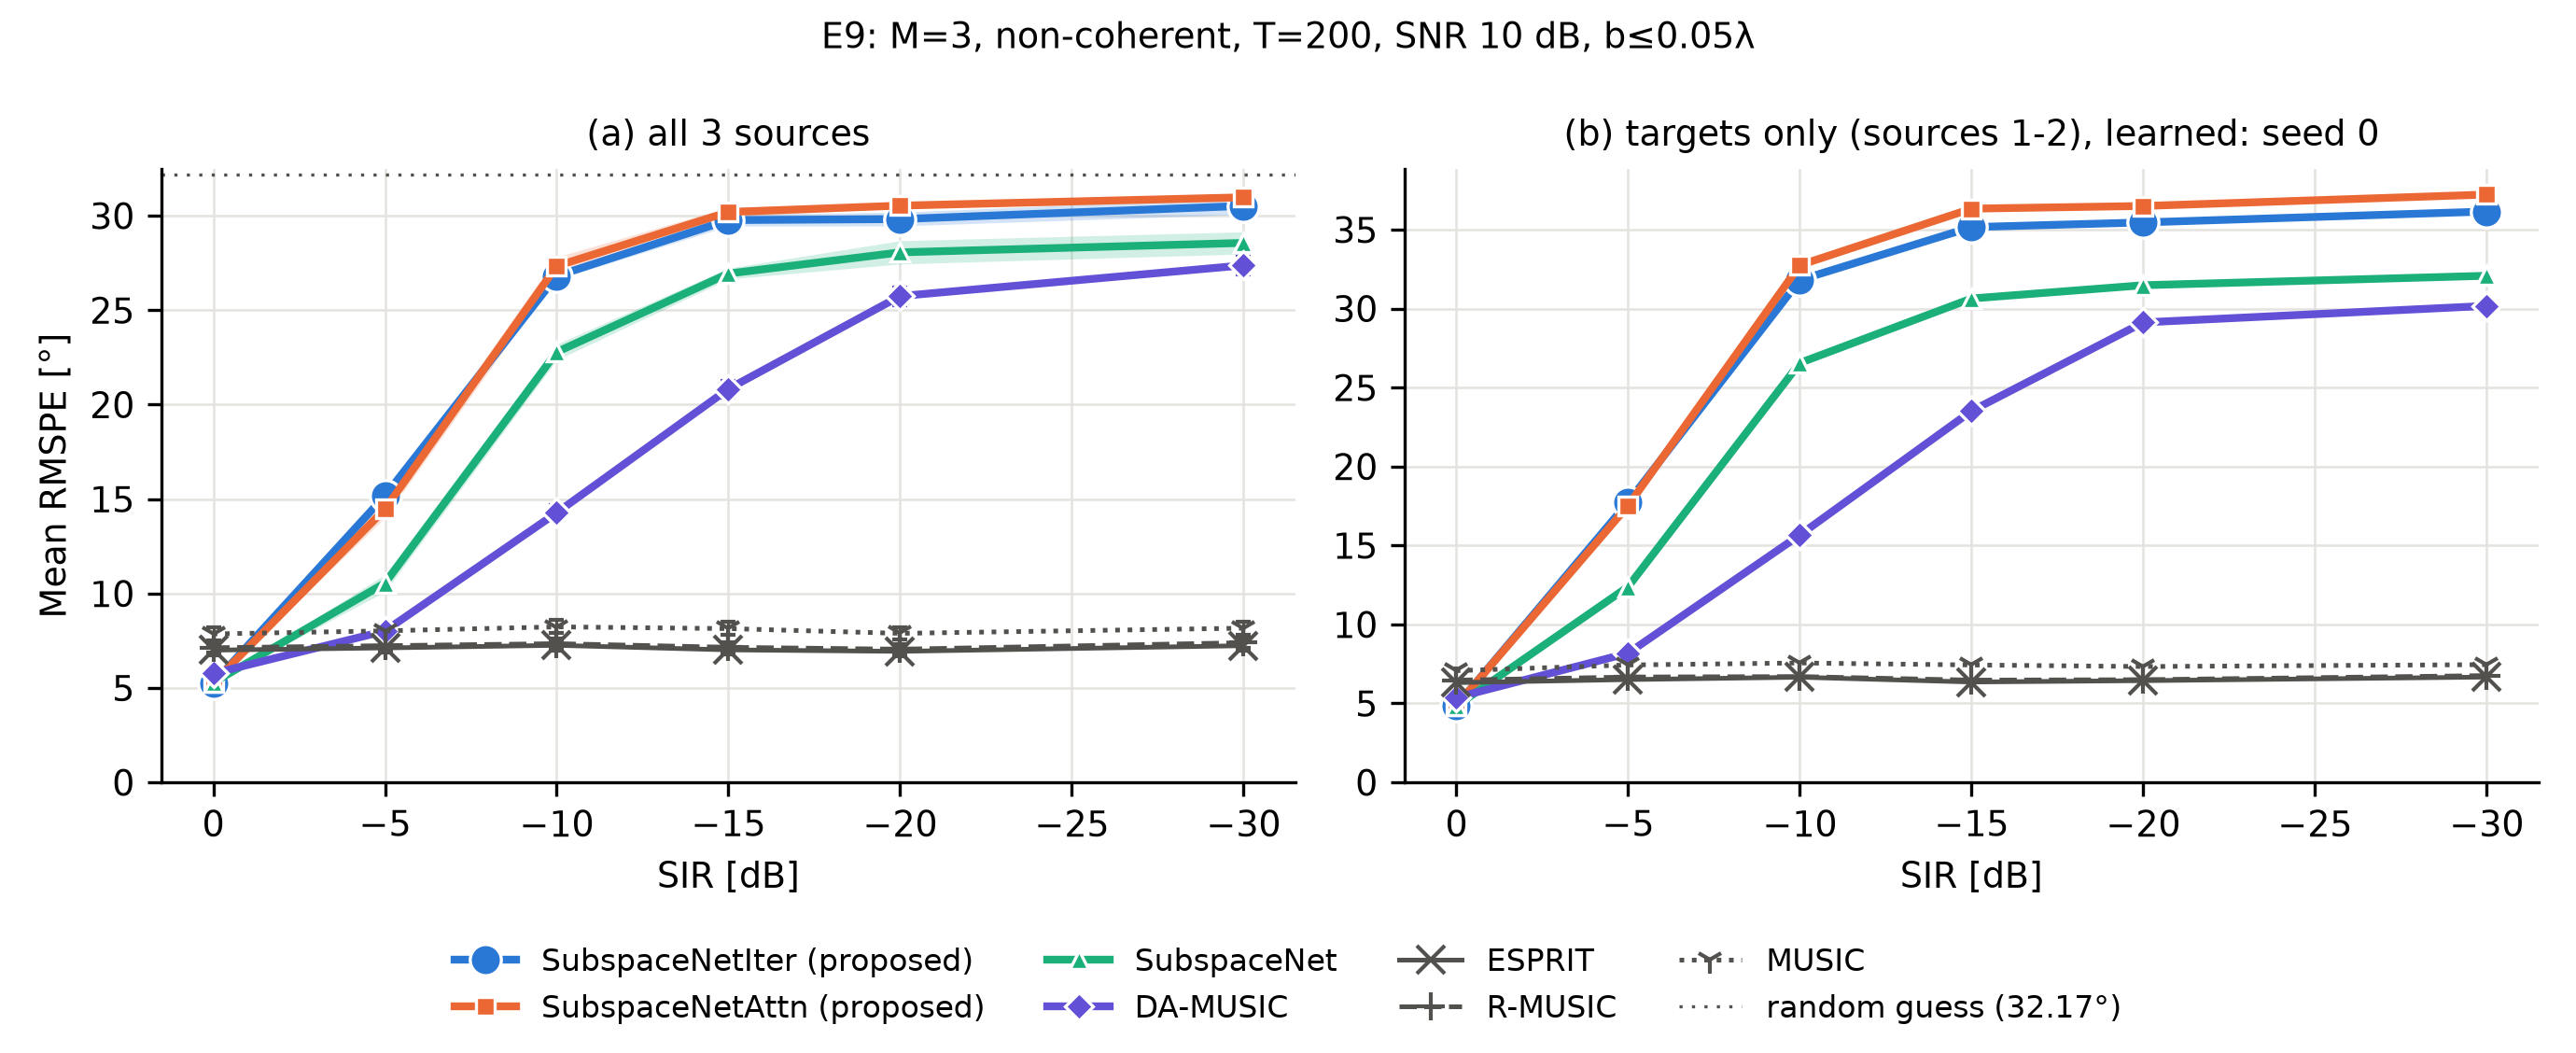 E9: M=3, non-coherent, T=200, SNR 10 dB, b≤0.05λ
(a) all 3 sources
Mean RMSPE [°]
30
25
20
15
10
5
0
0 −5 −10 −15 −20 −25 −30
SIR [dB]
(b) targets only (sources 1-2), learned: seed 0
35
30
25
20
15
10
5
0
0 −5 −10 −15 −20 −25 −30
SIR [dB]
SubspaceNetIter (proposed)
SubspaceNetAttn (proposed)
SubspaceNet
DA-MUSIC
ESPRIT
R-MUSIC
MUSIC
random guess (32.17°)